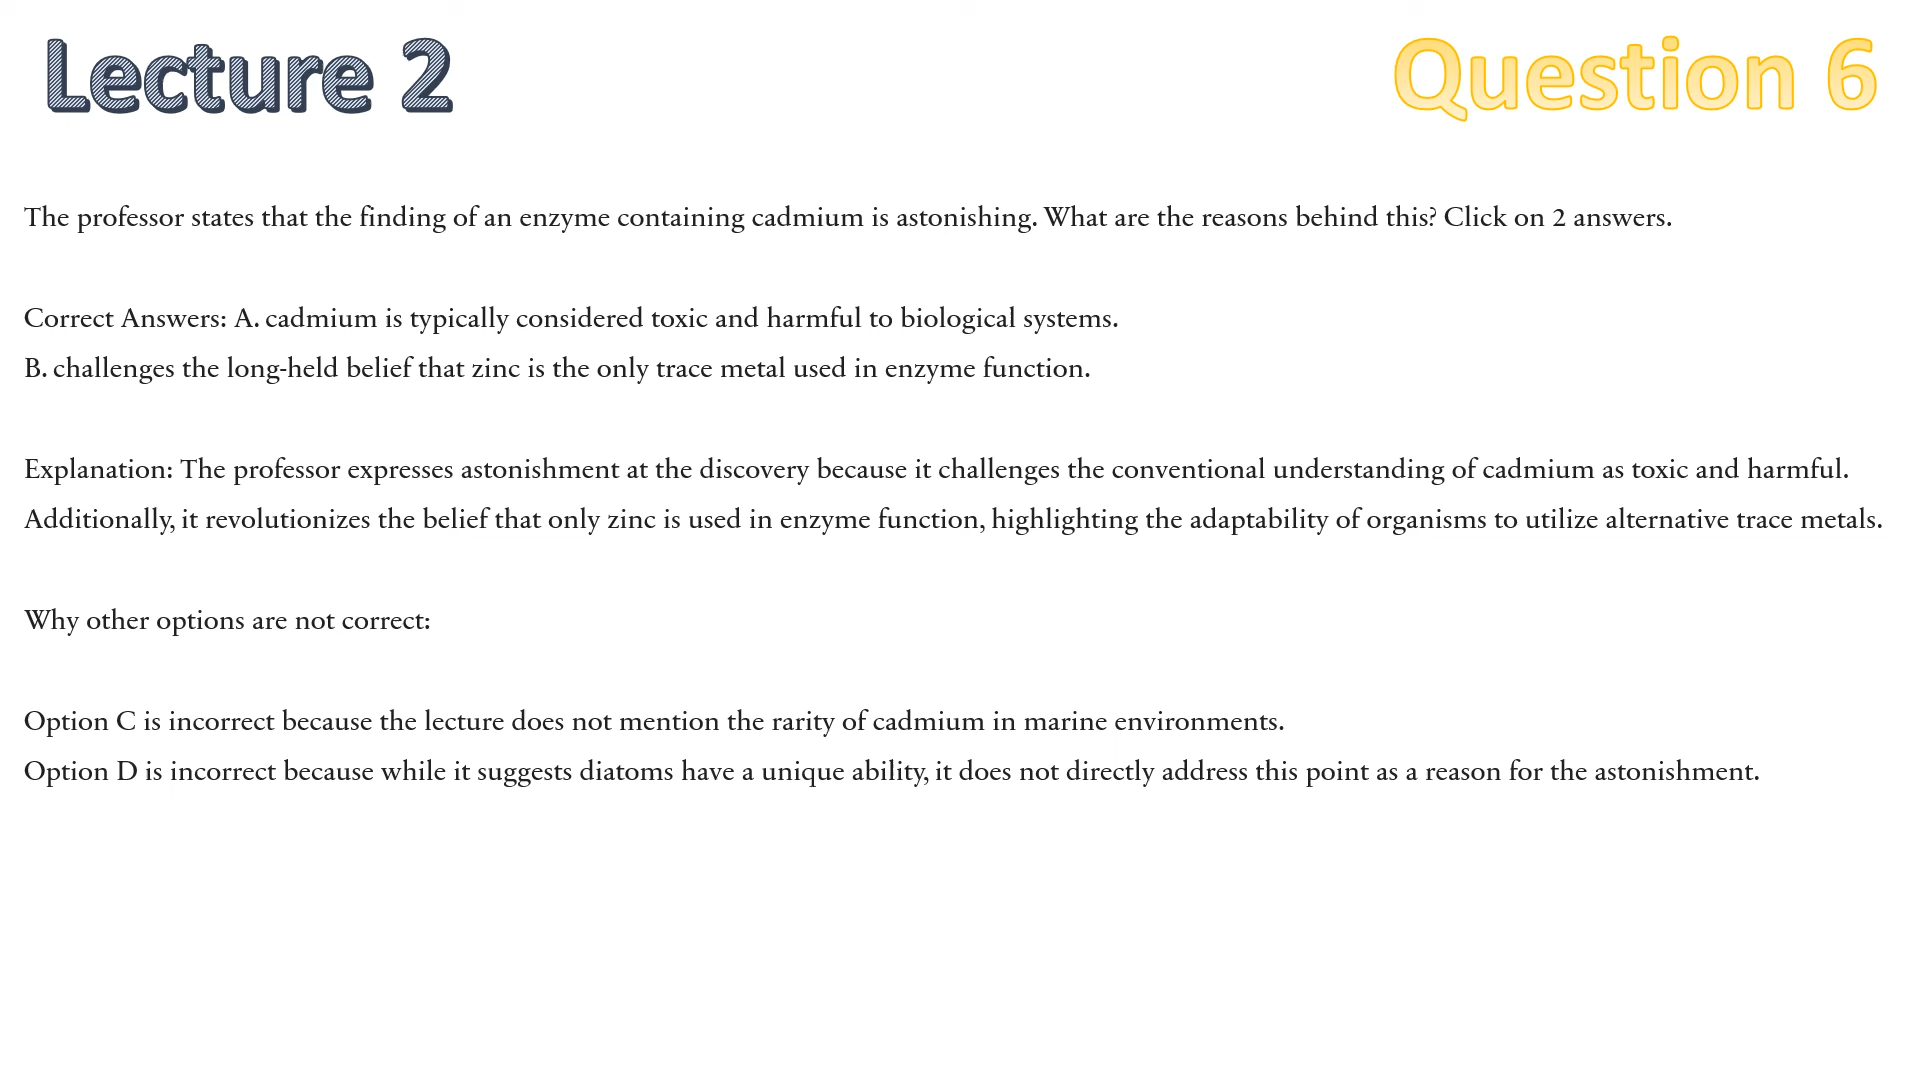 Lecture 2
Question 6
The professor states that the finding of an enzyme containing cadmium is astonishing. What are the reasons behind this? Click on 2 answers.
Correct Answers: A. cadmium is typically considered toxic and harmful to biological systems.
B. challenges the long-held belief that zinc is the only trace metal used in enzyme function.
Explanation: The professor expresses astonishment at the discovery because it challenges the conventional understanding of cadmium as toxic and harmful.
Additionally, it revolutionizes the belief that only zinc is used in enzyme function, highlighting the adaptability of organisms to utilize alternative trace metals.
Why other options are not correct:
Option C is incorrect because the lecture does not mention the rarity of cadmium in marine environments.
Option D is incorrect because while it suggests diatoms have a unique ability, it does not directly address this point as a reason for the astonishment.